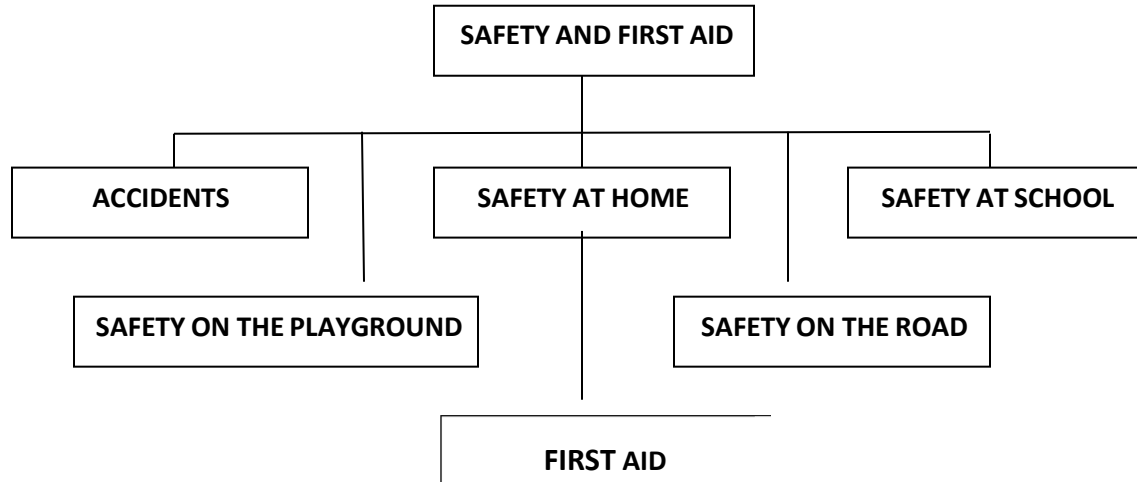 SAFETY AND FIRST AID
ACCIDENTS
SAFETY AT HOME
SAFETY AT SCHOOL
SAFETY ON THE PLAYGROUND
SAFETY ON THE ROAD
FIRST AID